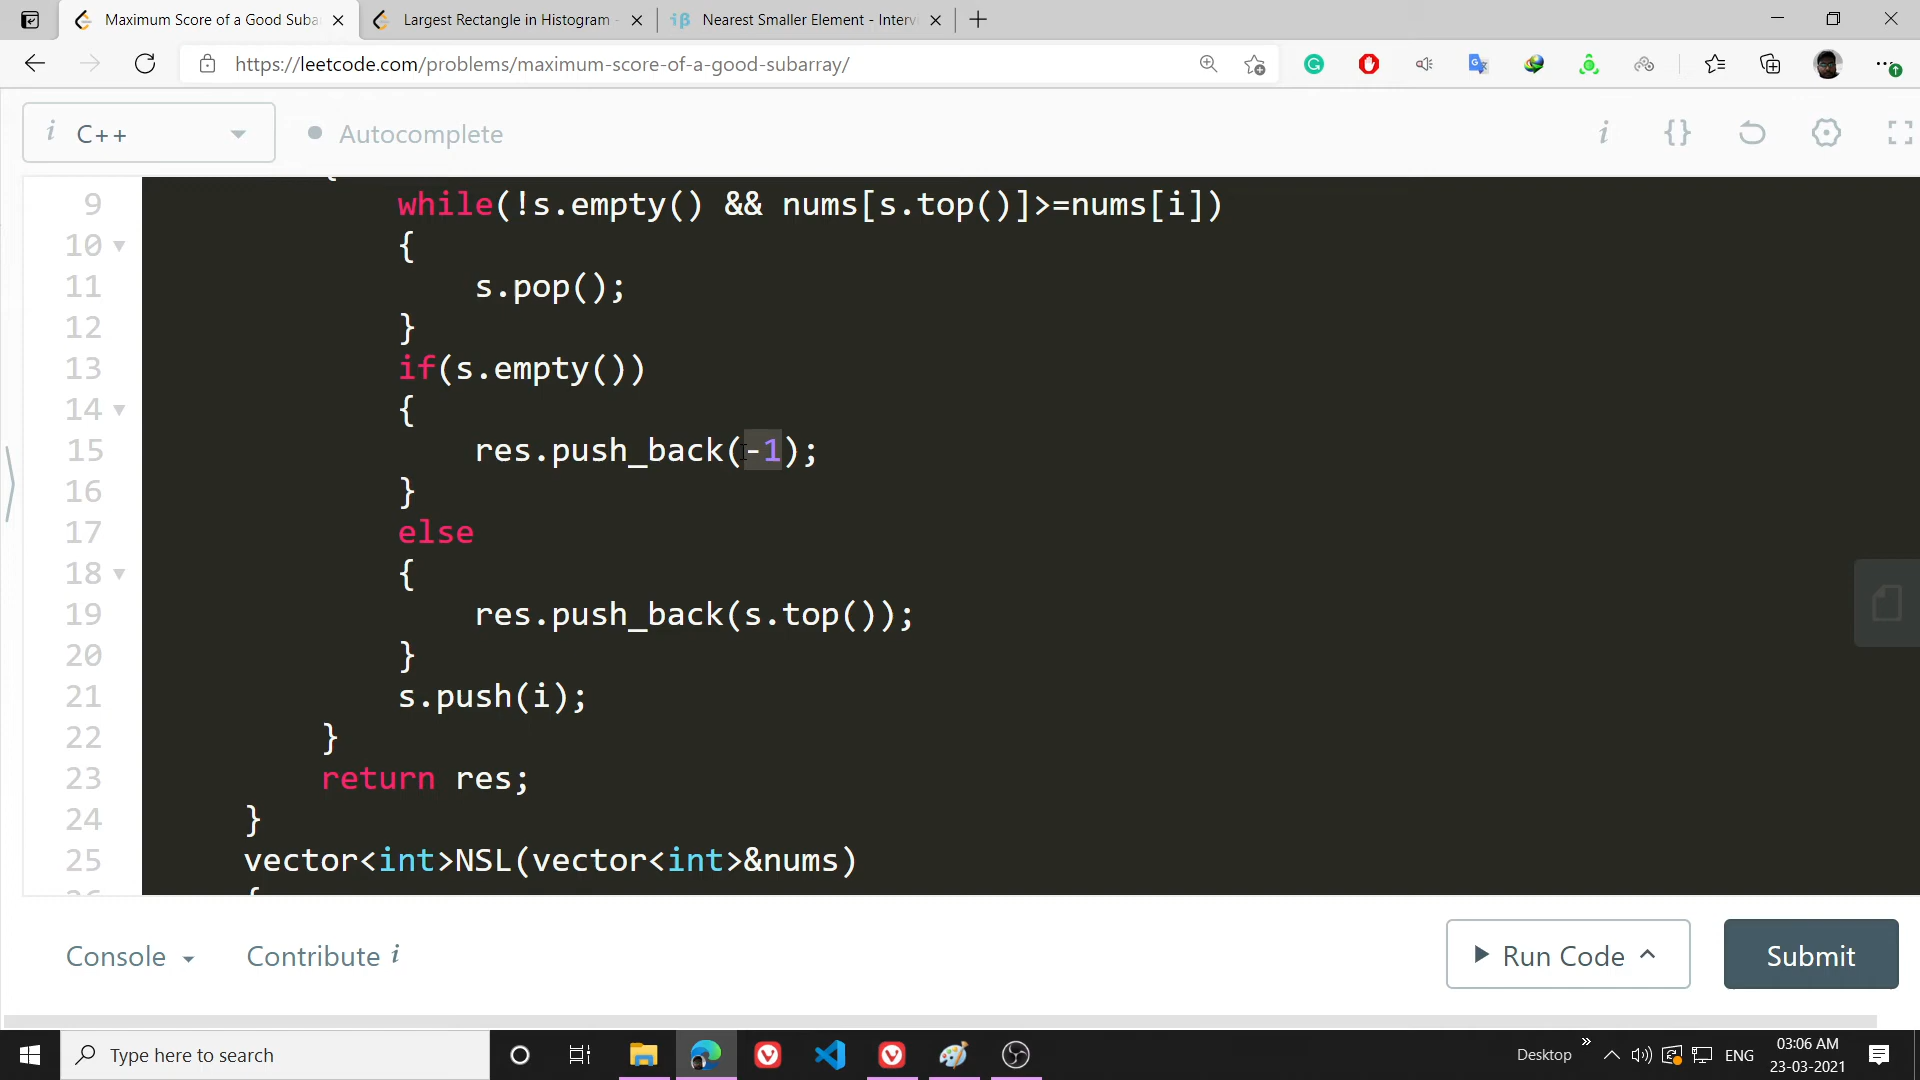 Maximum Score of a Good Suba
Largest Rectangle in Histogram -
Nearest Smaller Element - Interv
https://leetcode.com/problems/maximum-score-of-a-good-subarray/
i C++
Autocomplete
i {}
9 while(!s.empty() && nums[s.top()]>=nums[i])
10 {
11 s.pop();
12 }
13 if(s.empty())
14 {
15 res.push_back(-1);
16 }
17 else
18 {
19 res.push_back(s.top());
20 }
21 s.push(i);
22 }
23 return res;
24 }
25 vector<int>NSL(vector<int>&nums)
26 {
Console
Contribute i
Run Code
Submit
Type here to search
Desktop
ENG
03:06 AM
23-03-2021